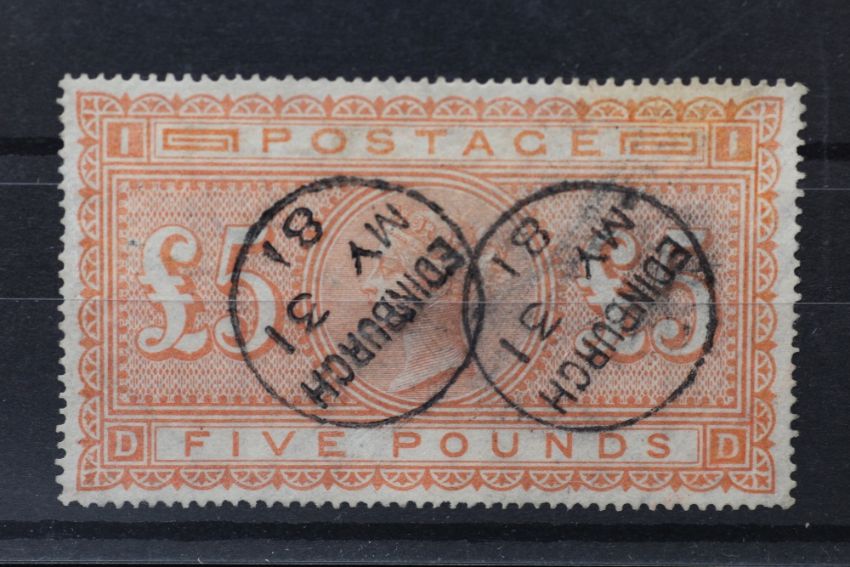 I POSTAGE I
£5 £5
D FIVE POUNDS D
EDINBURGH
MY 31
81
EDINBURGH
MY 31
81